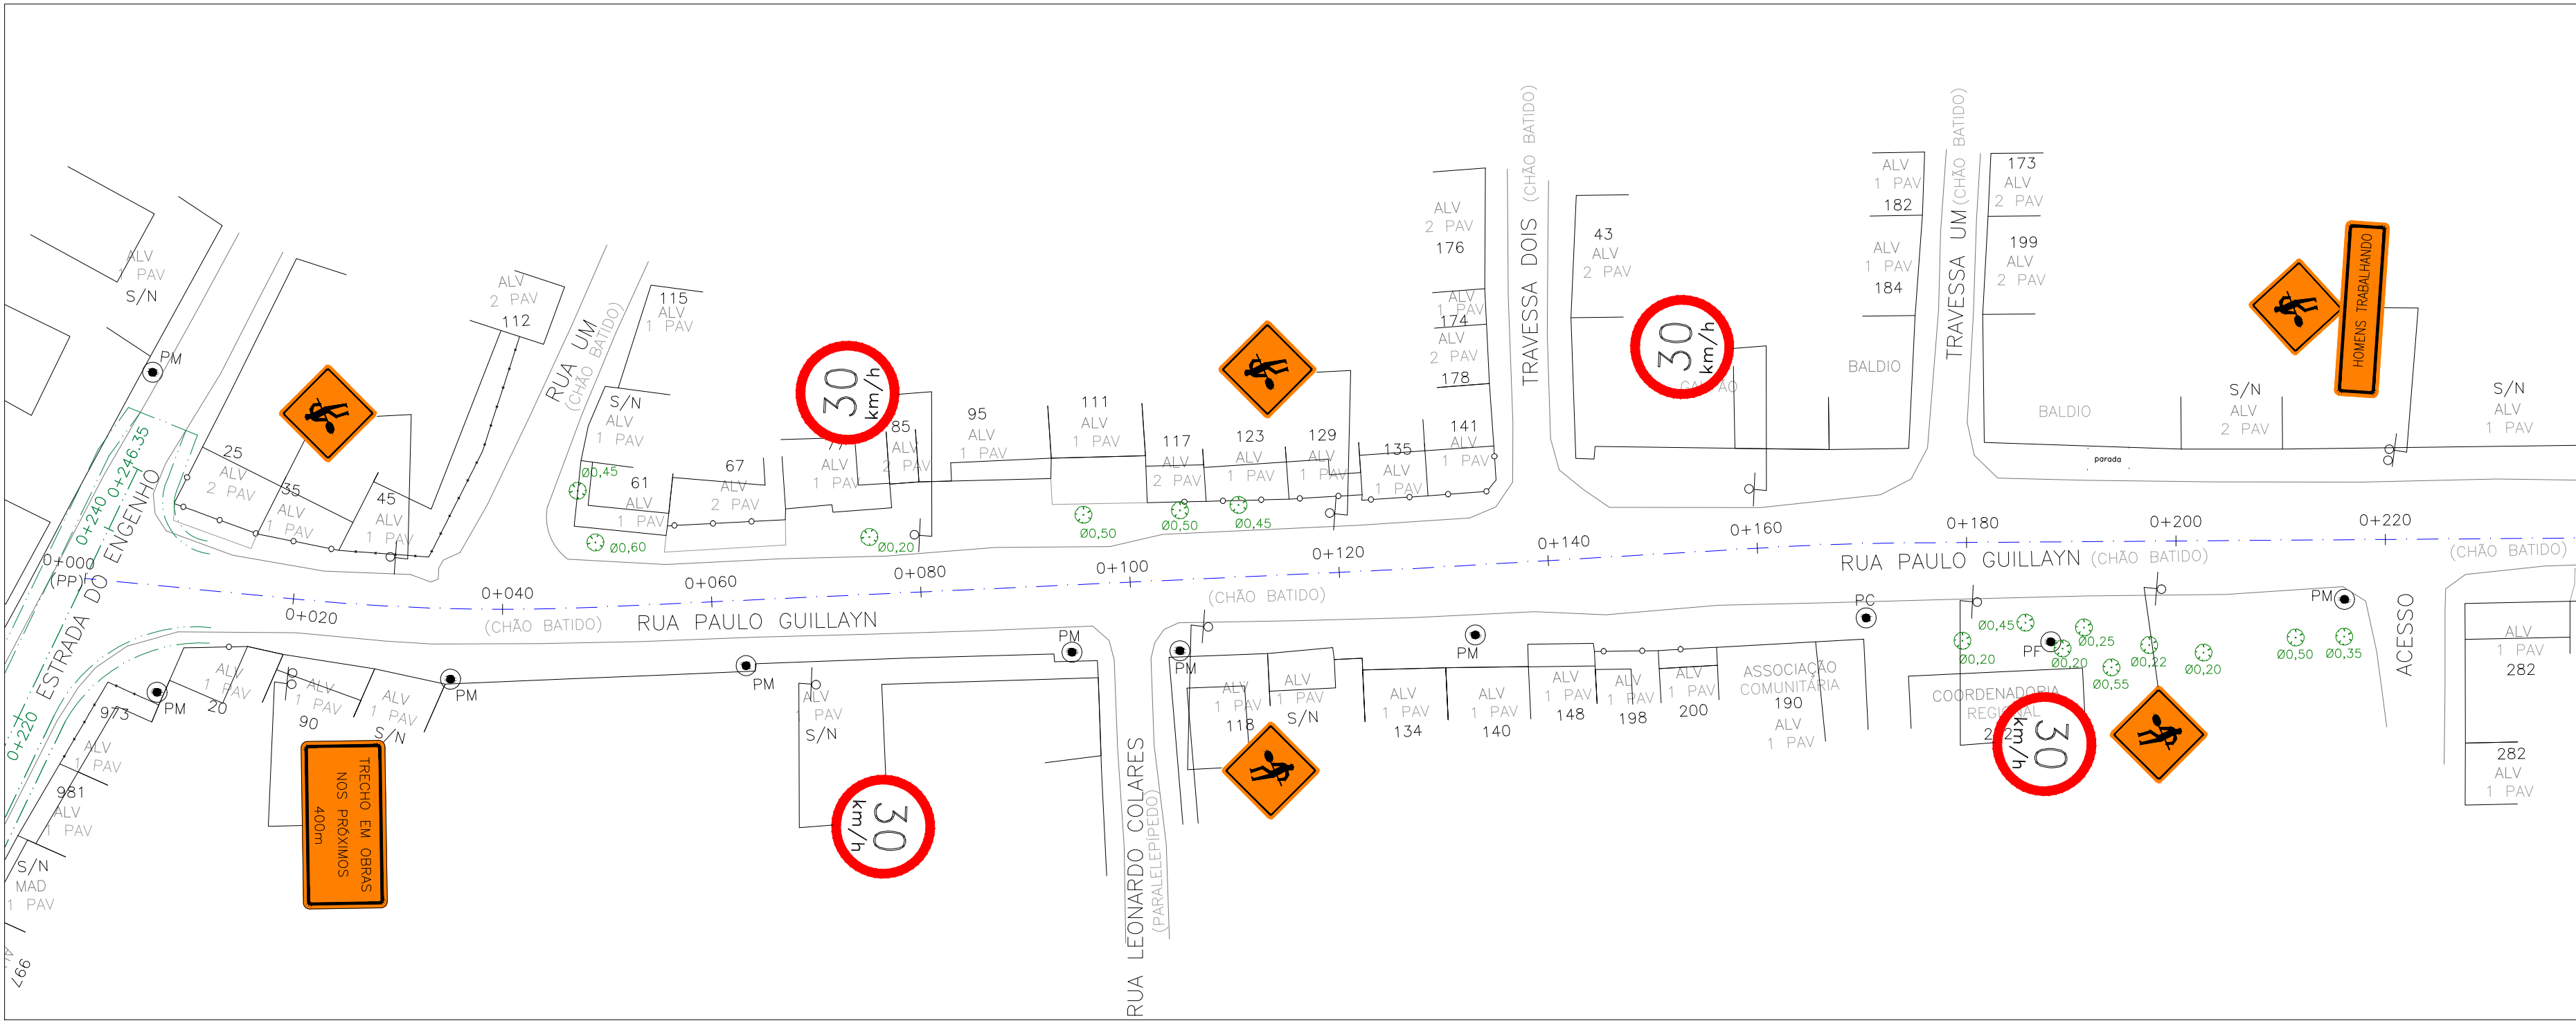 ALV
1 PAV
S/N
PM
ALV
2 PAV
112
RUA UM
(CHÃO BATIDO)
115
ALV
1 PAV
S/N
ALV
1 PAV
Ø0,45
61
ALV
1 PAV
Ø0,60
67
ALV
2 PAV
30
km/h
ALV
1 PAV
85
ALV
2 PAV
Ø0,20
95
ALV
1 PAV
111
ALV
1 PAV
Ø0,50
117
ALV
2 PAV
Ø0,50
123
ALV
1 PAV
Ø0,45
129
ALV
1 PAV
135
ALV
1 PAV
141
ALV
1 PAV
ALV
2 PAV
176
ALV
1 PAV
174
ALV
2 PAV
178
TRAVESSA DOIS (CHÃO BATIDO)
43
ALV
2 PAV
30
km/h
ALV
1 PAV
182
ALV
1 PAV
184
BALDIO
TRAVESSA UM (CHÃO BATIDO)
173
ALV
2 PAV
199
ALV
2 PAV
BALDIO
parada
HOMENS TRABALHANDO
S/N
ALV
2 PAV
S/N
ALV
1 PAV
25
ALV
2 PAV
35
ALV
1 PAV
45
ALV
1 PAV
0+246.35
0+240
0+220
ESTRADA DO ENGENHO
0+000
(PP)
0+020
0+040
0+060
0+080
0+100
0+120
0+140
0+160
0+180
0+200
0+220
(CHÃO BATIDO)
RUA PAULO GUILLAYN
(CHÃO BATIDO)
RUA PAULO GUILLAYN (CHÃO BATIDO)
(CHÃO BATIDO)
973
ALV
1 PAV
981
ALV
1 PAV
S/N
MAD
1 PAV
997
PM
ALV
1 PAV
20
ALV
1 PAV
90
ALV
1 PAV
S/N
PM
TRECHO EM OBRAS
NOS PRÓXIMOS
400m
PM
ALV
1 PAV
S/N
30
km/h
PM
RUA LEONARDO COLARES
(PARALELEPÍPEDO)
PM
ALV
1 PAV
118
ALV
1 PAV
S/N
ALV
1 PAV
134
PM
ALV
1 PAV
140
ALV
1 PAV
148
ALV
1 PAV
198
ALV
1 PAV
200
ASSOCIAÇÃO
COMUNITÁRIA
190
ALV
1 PAV
PC
Ø0,20
Ø0,45
PF
Ø0,20
Ø0,25
Ø0,55
Ø0,22
Ø0,20
Ø0,50
Ø0,35
PM
COORDENADORIA
REGIONAL
30
km/h
ACESSO
ALV
1 PAV
282
282
ALV
1 PAV